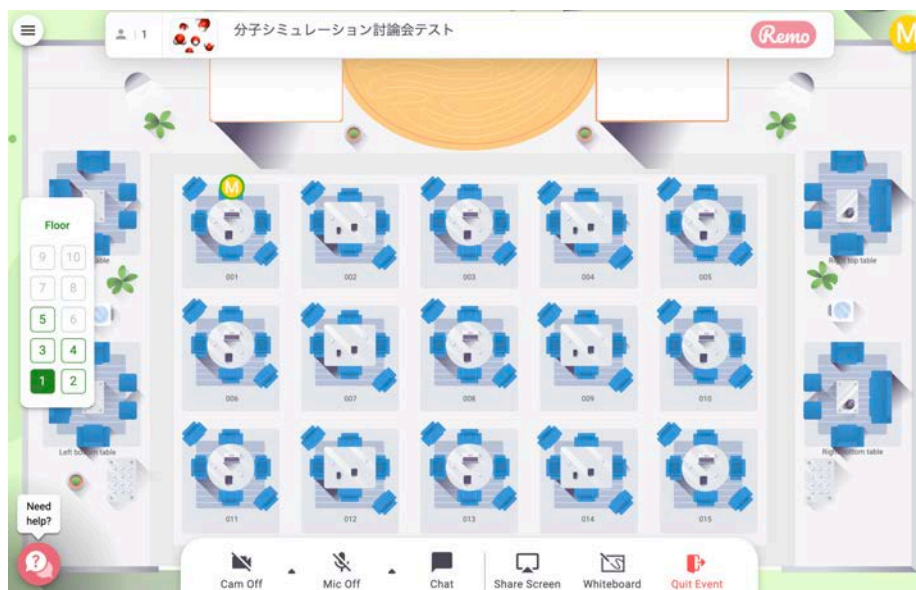 1
分子シミュレーション討論会テスト
Remo
M
M
Floor
9 10
7 8
5 6
3 4
1 2
able
Right top table
001 002 003 004 005
006 007 008 009 010
Left bottom table
Right bottom table
011 012 013 014 015
Need
help?
Cam Off
Mic Off
Chat
Share Screen
Whiteboard
Quit Event